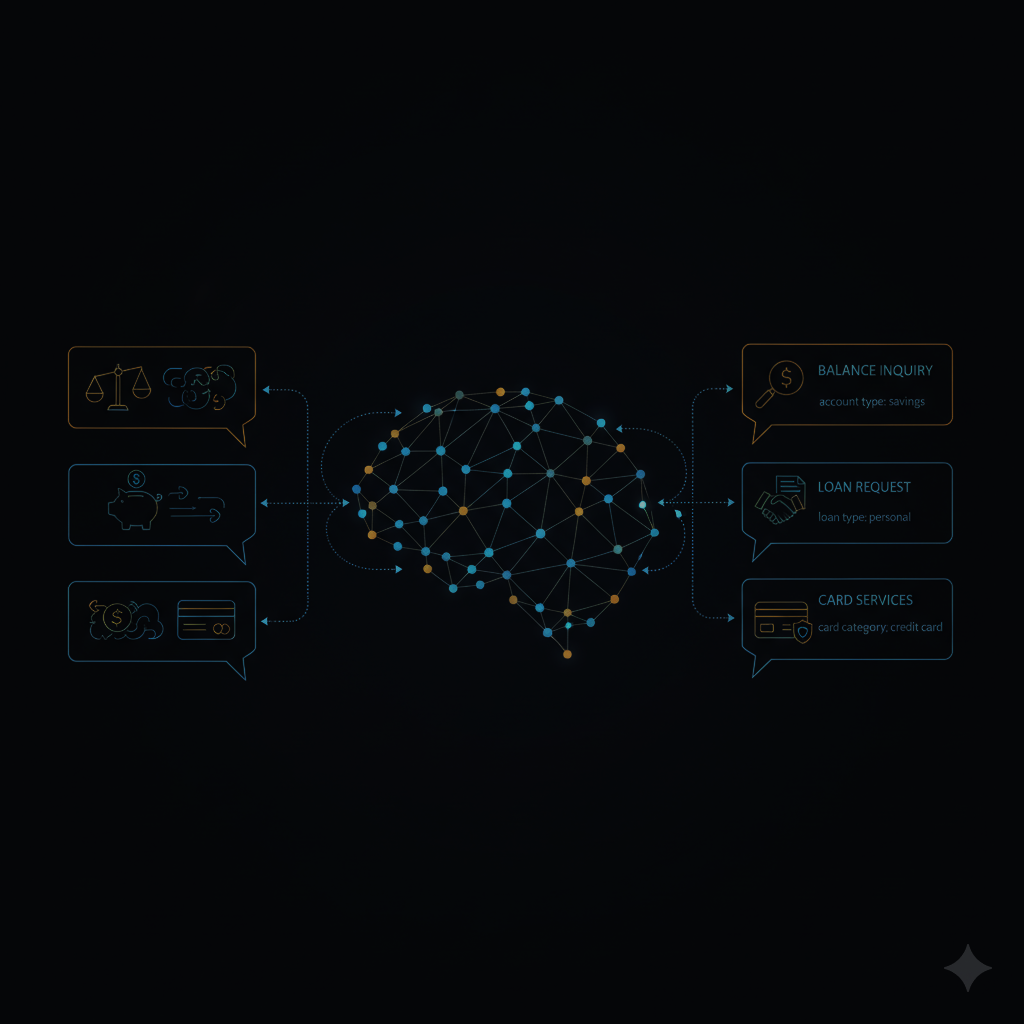 BALANCE INQUIRY
account type: savings
LOAN REQUEST
loan type: personal
CARD SERVICES
card category; credit card